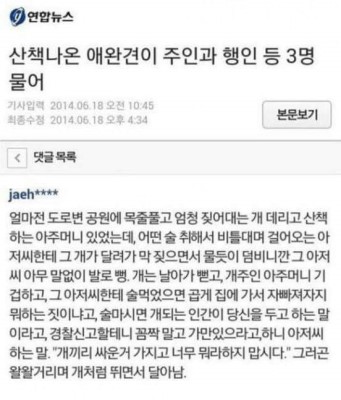 연합뉴스
산책나온 애완견이 주인과 행인 등 3명
물어
기사입력 2014.06.18 오전 10:45
최종수정 2014.06.18 오후 4:34
본문보기
댓글 목록
jaeh****
얼마전 도로변 공원에 목줄풀고 엄청 짖어대는 개 데리고 산책
하는 아주머니 있었는데, 어떤 술 취해서 비틀대며 걸어오는 아
저씨한테 그 개가 달려가 막 짖으면서 물듯이 덤비니깐 그 아저
씨 아무 말없이 발로 뻥. 개는 날아가 뻗고, 개주인 아주머니 기
겁하고, 그 아저씨한테 술먹었으면 곱게 집에 가서 자빠져자지
뭐하는 짓이냐고, 술마시면 개되는 인간이 당신을 두고 하는 말
이라고, 경찰신고할테니 꼼짝 말고 가만있으라고,하니 아저씨
하는 말. "개끼리 싸운거 가지고 너무 뭐라하지 맙시다." 그러곤
왈왈거리며 개처럼 뛰면서 달아남.